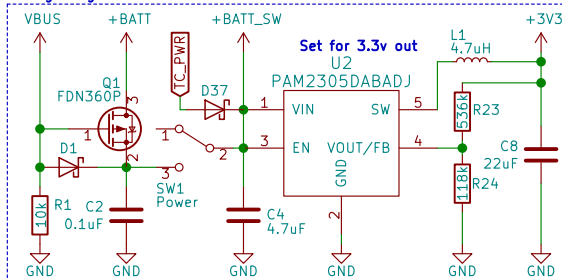 VBUS
+BATT
+BATT_SW
+3V3
Set for 3.3v out
L1
4.7uH
U2
PAM2305DABADJ
TC_PWR
Q1
FDN360P
3
1
2
D37
1 VIN
SW 5
3 EN
VOUT/FB 4
GND
2
R23
536k
R24
118k
C8
22uF
D1
1
2
3
SW1
Power
R1
10k
C2
0.1uF
C4
4.7uF
GND
GND
GND
GND
GND
GND